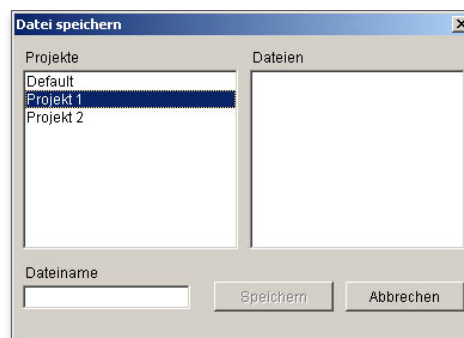 Datei speichern
Projekte
Dateien
Default
Projekt 1
Projekt 2
Dateiname
Speichern
Abbrechen